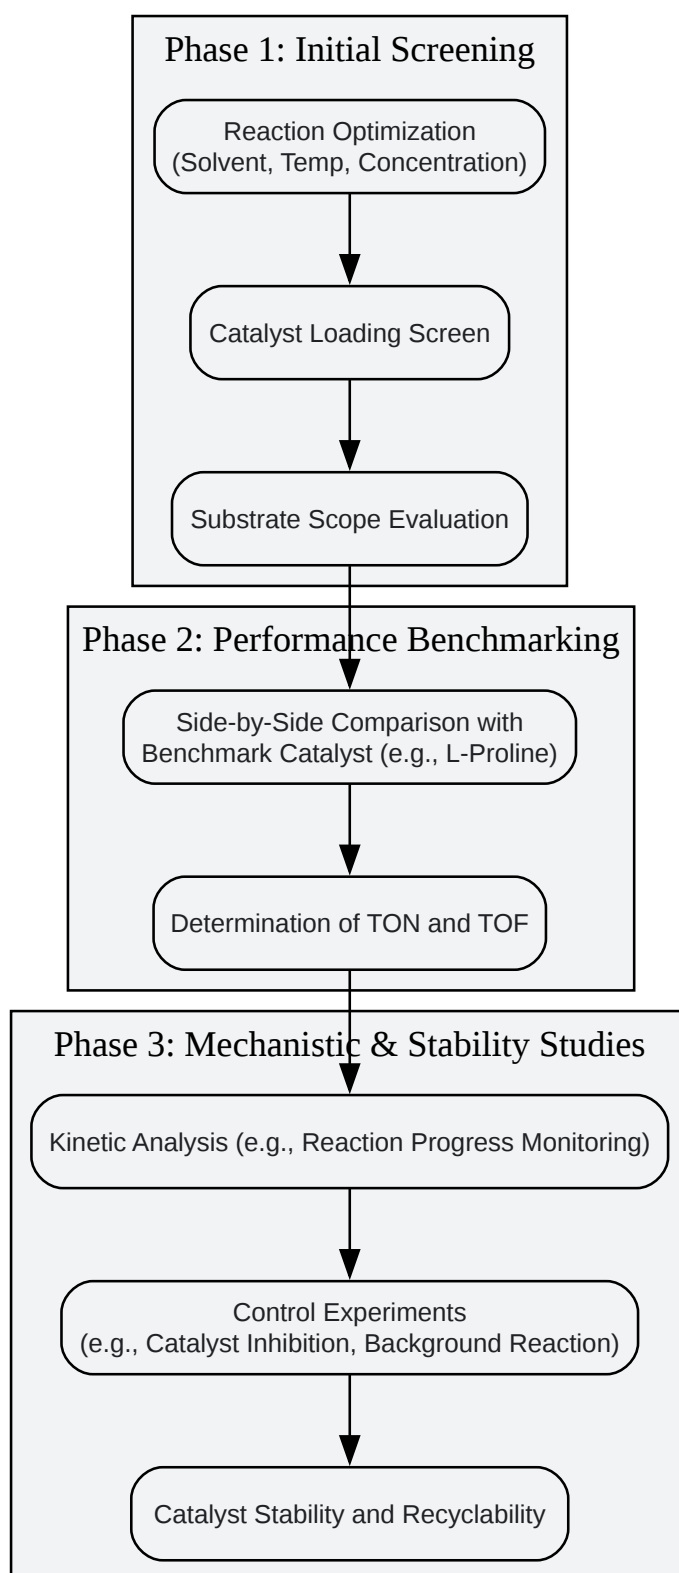 Phase 1: Initial Screening
Reaction Optimization
(Solvent, Temp, Concentration)
Catalyst Loading Screen
Substrate Scope Evaluation
Phase 2: Performance Benchmarking
Side-by-Side Comparison with
Benchmark Catalyst (e.g., L-Proline)
Determination of TON and TOF
Phase 3: Mechanistic & Stability Studies
Kinetic Analysis (e.g., Reaction Progress Monitoring)
Control Experiments
(e.g., Catalyst Inhibition, Background Reaction)
Catalyst Stability and Recyclability